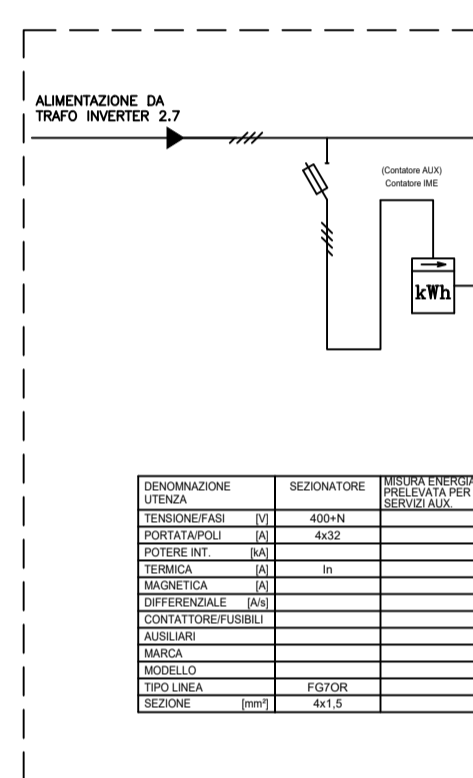 ALIMENTAZIONE DA
TRAFO INVERTER 2.7
(Contatore AUX)
Contatore IME
kWh
DENOMNAZIONE
UTENZA
SEZIONATORE
MISURA ENERGIA
PRELEVATA PER
SERVIZI AUX.
TENSIONE/FASI [V] 400+N
PORTATA/POLI [A] 4x32
POTERE INT. [kA]
TERMICA [A] In
MAGNETICA [A]
DIFFERENZIALE [A/s]
CONTATTORE/FUSIBILI
AUSILIARI
MARCA
MODELLO
TIPO LINEA FG7OR
SEZIONE [mm²] 4x1,5